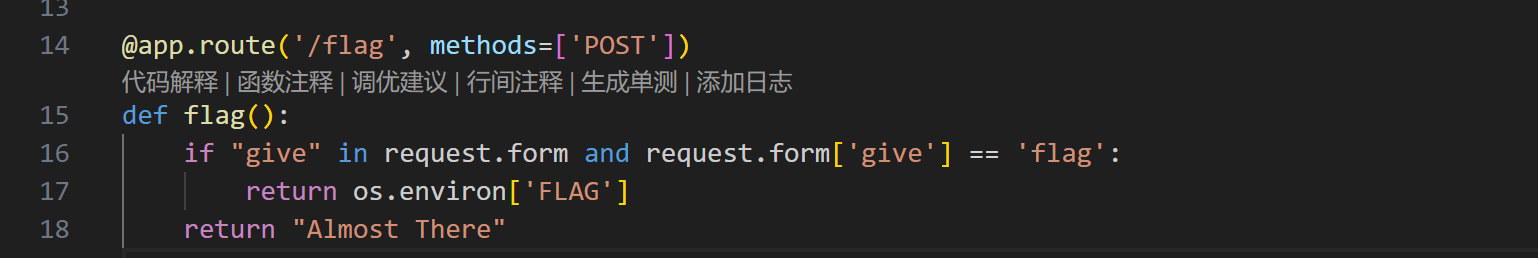 13
14 @app.route('/flag', methods=['POST'])
代码解释 | 函数注释 | 调优建议 | 行间注释 | 生成单测 | 添加日志
15 def flag():
16     if "give" in request.form and request.form['give'] == 'flag':
17         return os.environ['FLAG']
18     return "Almost There"